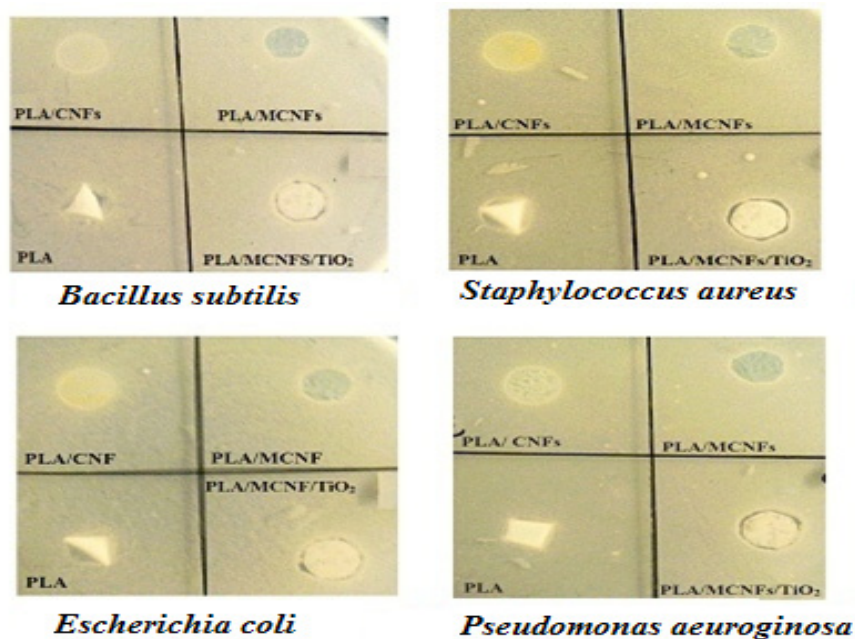 PLA/CNFs
PLA/MCNFs
PLA
PLA/MCNFS/TiO₂
Bacillus subtilis
PLA/CNFs
PLA/MCNFs
PLA
PLA/MCNFs/TiO₂
Staphylococcus aureus
PLA/CNF
PLA/MCNF
PLA/MCNF/TiO₂
PLA
Escherichia coli
PLA/ CNFs
PLA/MCNFs
PLA
PLA/MCNFs/TiO₂
Pseudomonas aeuroginosa